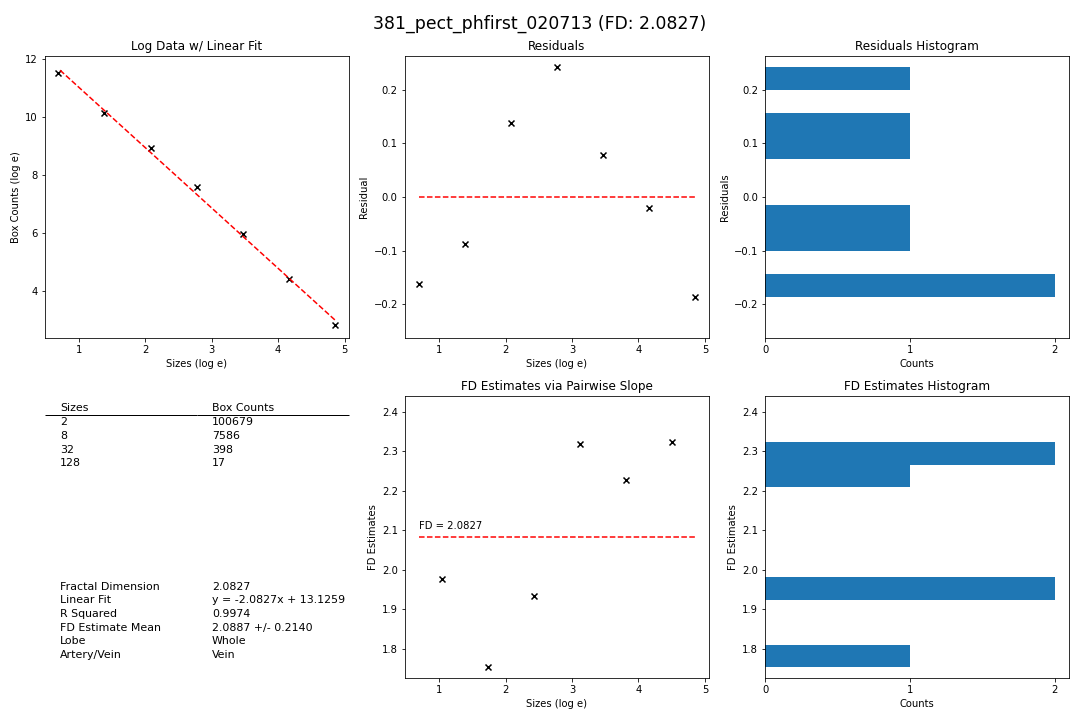 381_pect_phfirst_020713 (FD: 2.0827)
Log Data w/ Linear Fit
12
10
8
6
4
Box Counts (log e)
1 2 3 4 5
Sizes (log e)
Residuals
0.2
0.1
0.0
−0.1
−0.2
Residual
1 2 3 4 5
Sizes (log e)
Residuals Histogram
0.2
0.1
0.0
−0.1
−0.2
Residuals
0 1 2
Counts
Sizes Box Counts
2 100679
8 7586
32 398
128 17
Fractal Dimension 2.0827
Linear Fit y = -2.0827x + 13.1259
R Squared 0.9974
FD Estimate Mean 2.0887 +/- 0.2140
Lobe Whole
Artery/Vein Vein
FD Estimates via Pairwise Slope
2.4
2.3
2.2
2.1
2.0
1.9
1.8
FD Estimates
FD = 2.0827
1 2 3 4 5
Sizes (log e)
FD Estimates Histogram
2.4
2.3
2.2
2.1
2.0
1.9
1.8
FD Estimates
0 1 2
Counts